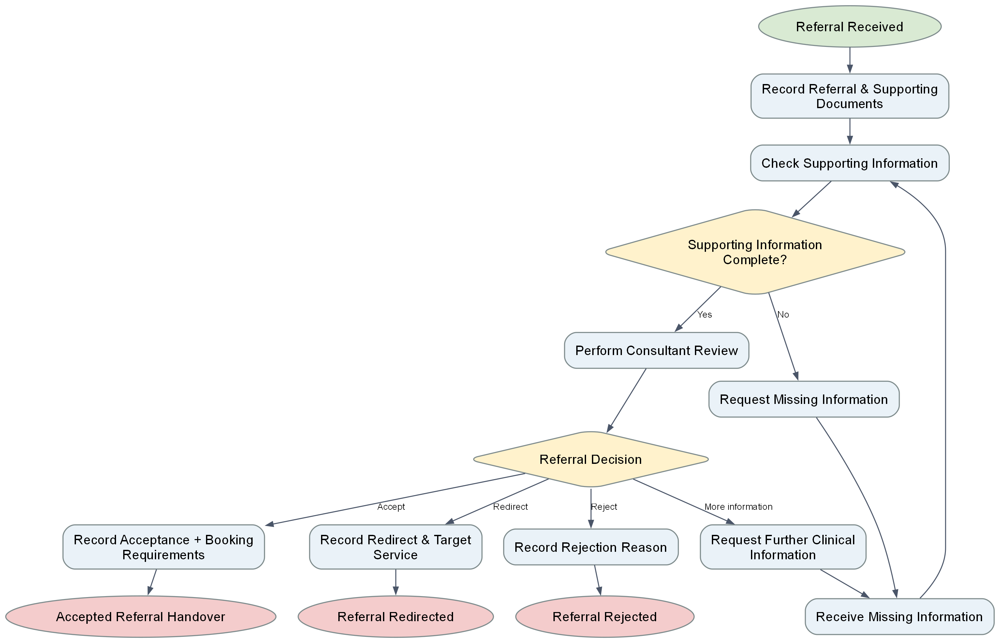 Referral Received
Record Referral & Supporting
Documents
Check Supporting Information
Supporting Information
Complete?
Yes
No
Perform Consultant Review
Request Missing Information
Referral Decision
Accept
Redirect
Reject
More information
Record Acceptance + Booking
Requirements
Record Redirect & Target
Service
Record Rejection Reason
Request Further Clinical
Information
Accepted Referral Handover
Referral Redirected
Referral Rejected
Receive Missing Information